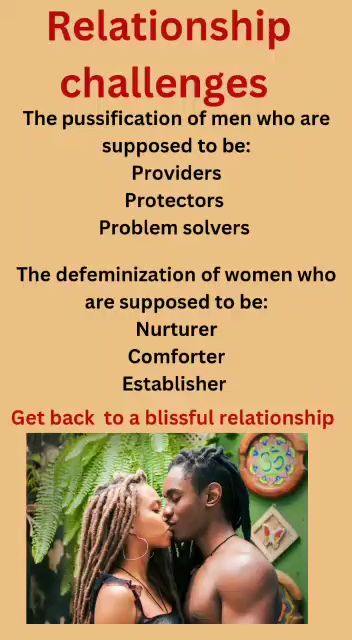 Relationship
challenges
The pussification of men who are
supposed to be:
Providers
Protectors
Problem solvers
The defeminization of women who
are supposed to be:
Nurturer
Comforter
Establisher
Get back to a blissful relationship